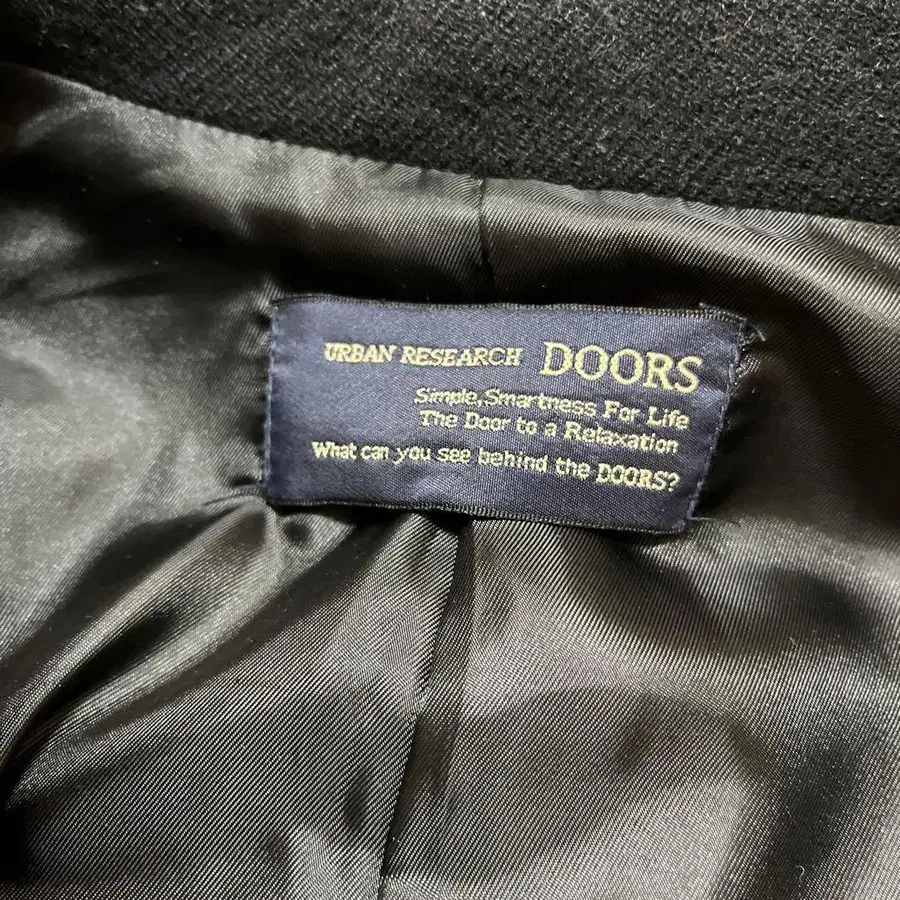 URBAN RESEARCH DOORS
Simple, Smartness For Life
The Door to a Relaxation
What can you see behind the DOORS?